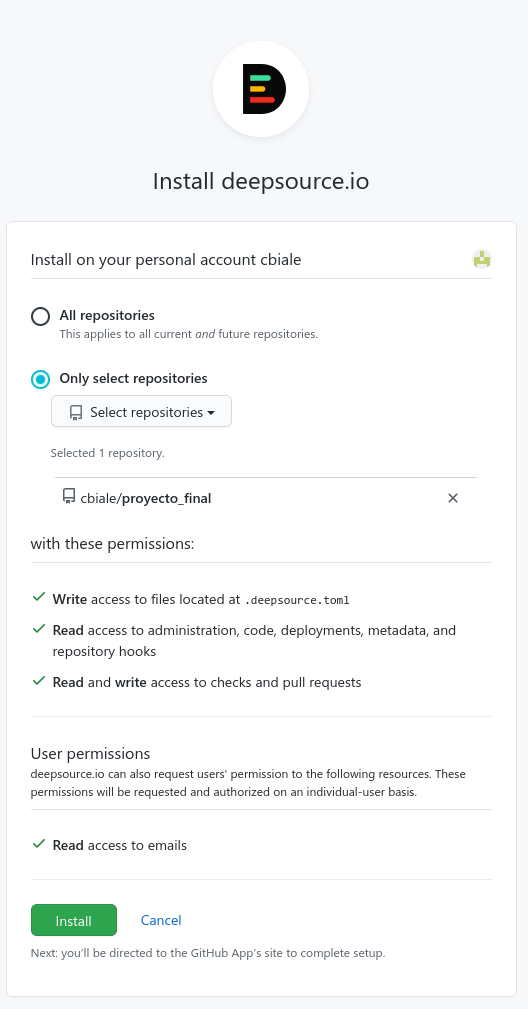 Install deepsource.io
Install on your personal account cbiale
All repositories
This applies to all current and future repositories.
Only select repositories
Select repositories
Selected 1 repository.
cbiale/proyecto_final
with these permissions:
Write access to files located at .deepsource.toml
Read access to administration, code, deployments, metadata, and
repository hooks
Read and write access to checks and pull requests
User permissions
deepsource.io can also request users' permission to the following resources. These
permissions will be requested and authorized on an individual-user basis.
Read access to emails
Install Cancel
Next: you'll be directed to the GitHub App's site to complete setup.